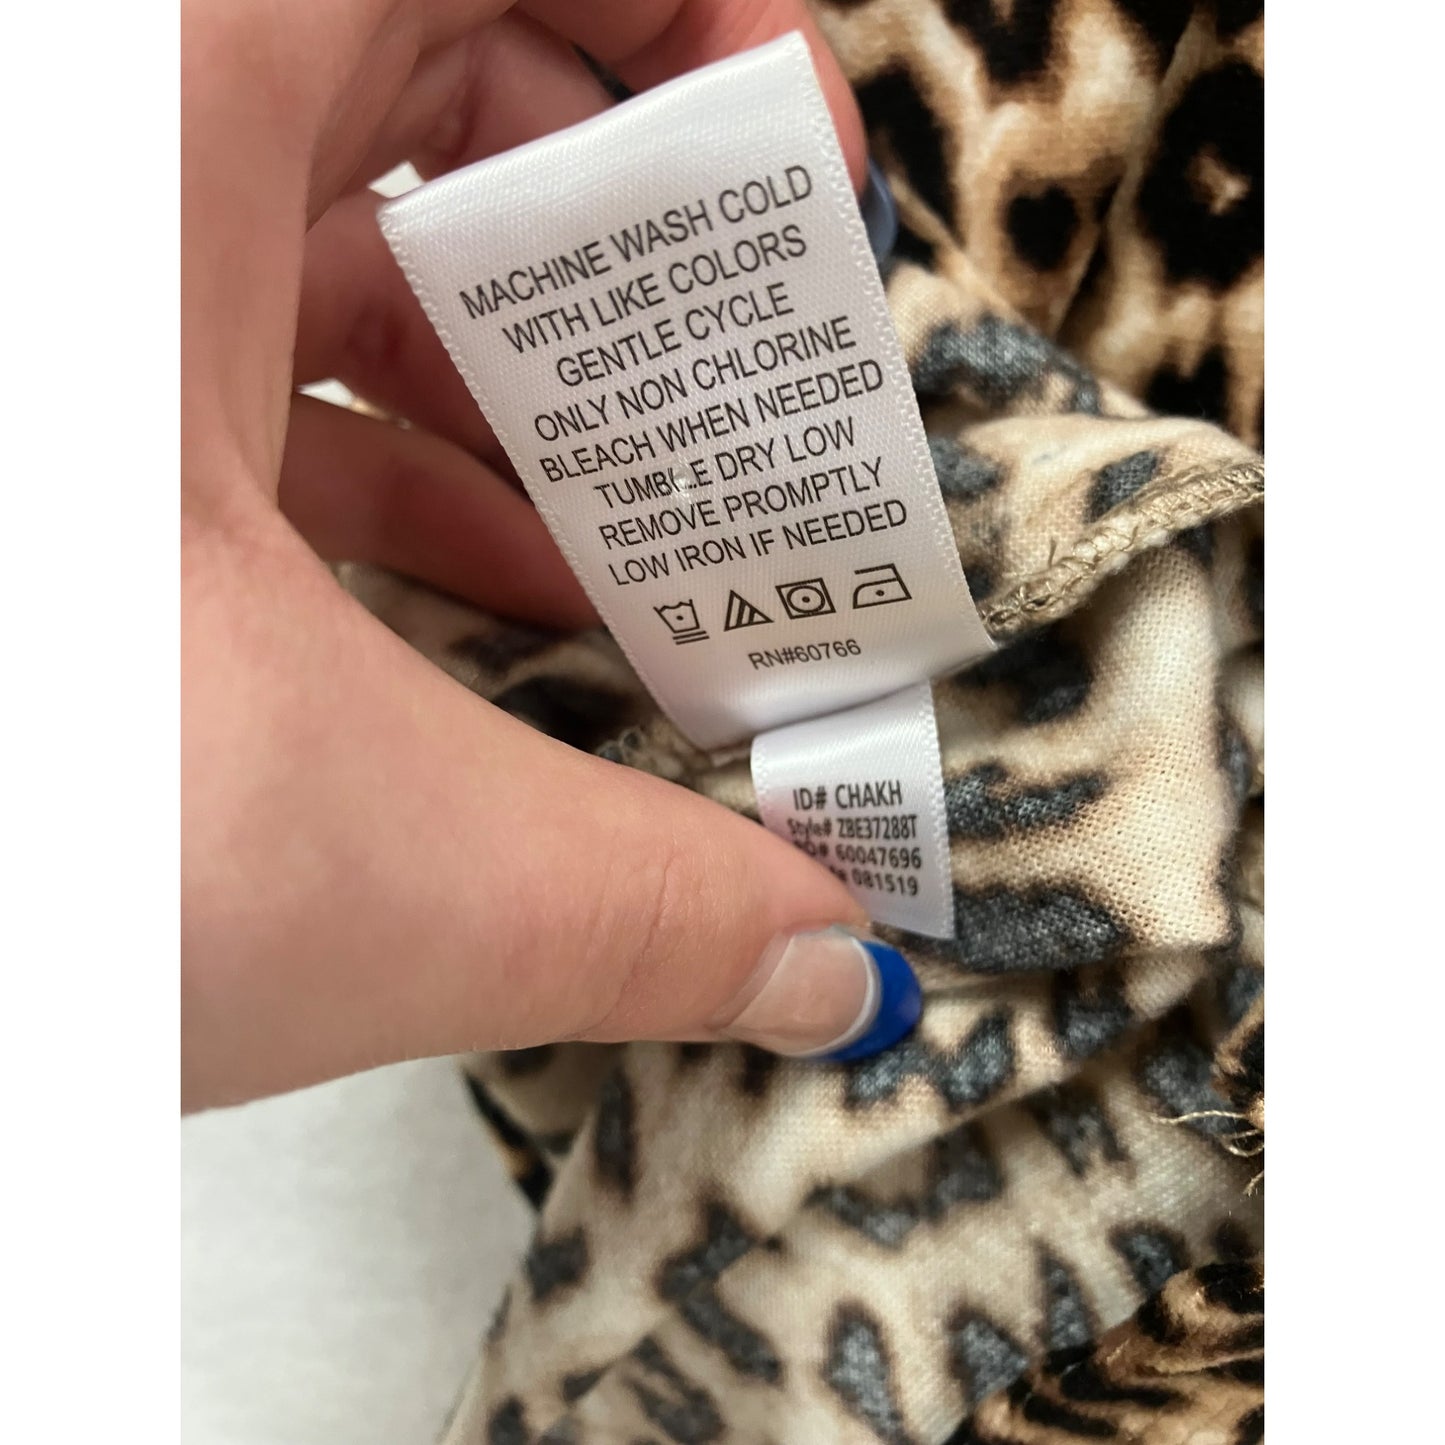 MACHINE WASH COLD
WITH LIKE COLORS
GENTLE CYCLE
ONLY NON CHLORINE
BLEACH WHEN NEEDED
TUMBLE DRY LOW
REMOVE PROMPTLY
LOW IRON IF NEEDED
RN#60766
ID# CHAKH
Style# ZBE37288T
60047696
081519